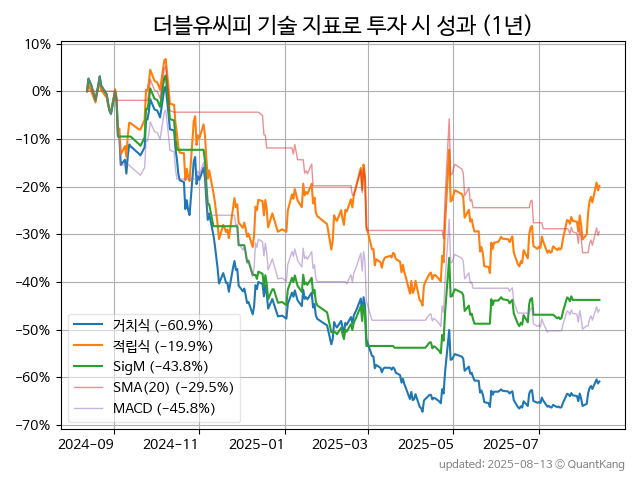 더블유씨피 기술 지표로 투자 시 성과 (1년)
10%
0%
−10%
−20%
−30%
−40%
−50%
−60%
−70%
거치식 (−60.9%)
적립식 (−19.9%)
SigM (−43.8%)
SMA(20) (−29.5%)
MACD (−45.8%)
2024-09 2024-11 2025-01 2025-03 2025-05 2025-07
updated: 2025-08-13 © QuantKang